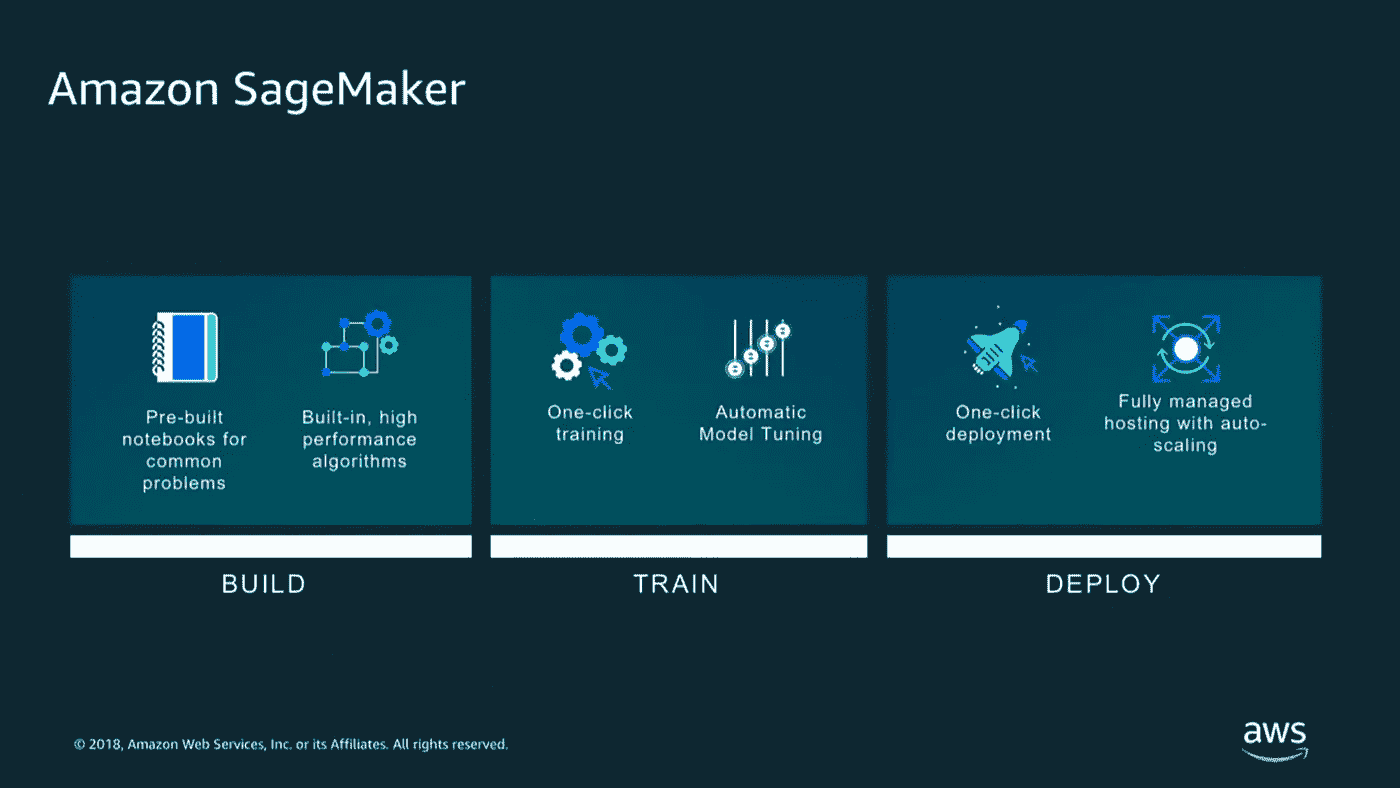 Amazon SageMaker
Pre-built
notebooks for
common
problems
Built-in, high
performance
algorithms
One-click
training
Automatic
Model Tuning
One-click
deployment
Fully managed
hosting with auto-
scaling
BUILD
TRAIN
DEPLOY
© 2018, Amazon Web Services, Inc. or its Affiliates. All rights reserved.
aws